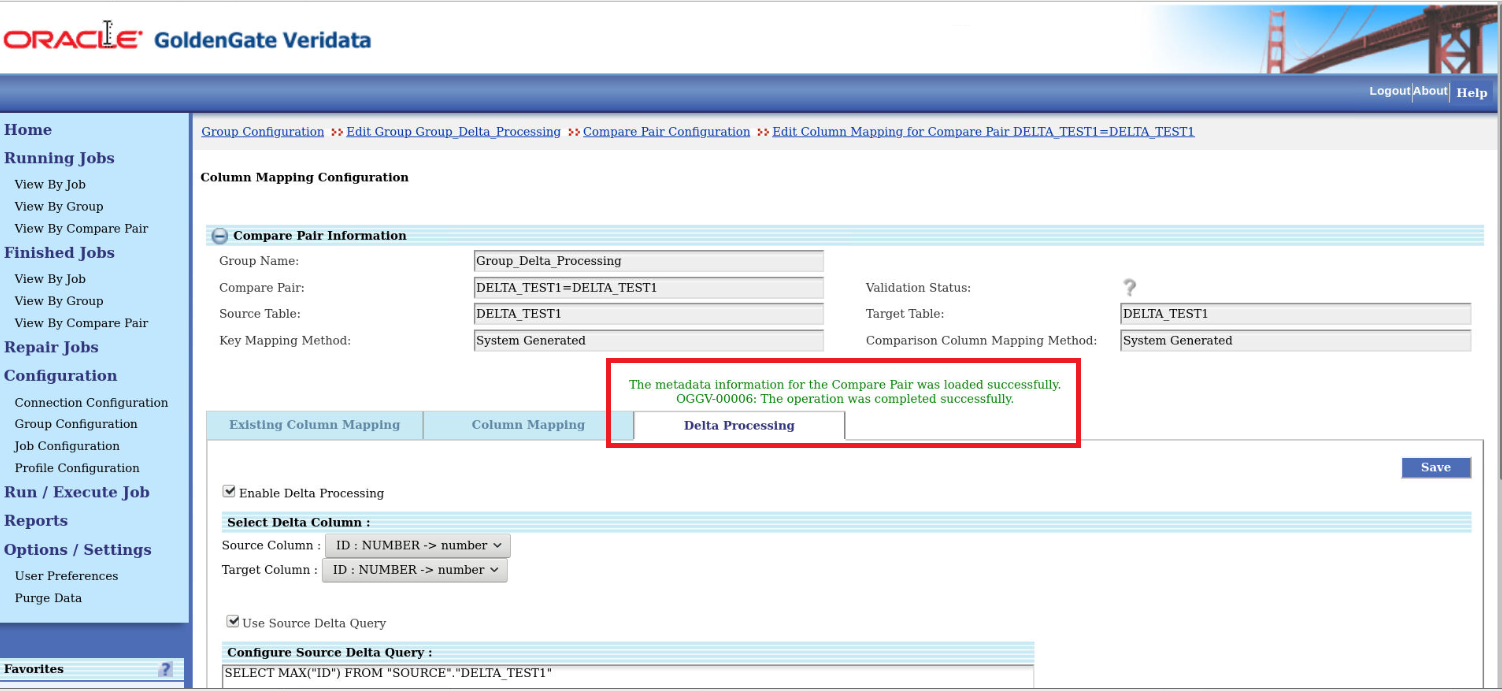 ORACLE GoldenGate Veridata
Logout About Help
Home
Running Jobs
View By Job
View By Group
View By Compare Pair
Finished Jobs
View By Job
View By Group
View By Compare Pair
Repair Jobs
Configuration
Connection Configuration
Group Configuration
Job Configuration
Profile Configuration
Run / Execute Job
Reports
Options / Settings
User Preferences
Purge Data
Favorites ?
Group Configuration Edit Group Group_Delta_Processing Compare Pair Configuration Edit Column Mapping for Compare Pair DELTA_TEST1=DELTA_TEST1
Column Mapping Configuration
Compare Pair Information
Group Name: Group_Delta_Processing
Compare Pair: DELTA_TEST1=DELTA_TEST1 Validation Status: ?
Source Table: DELTA_TEST1 Target Table: DELTA_TEST1
Key Mapping Method: System Generated Comparison Column Mapping Method: System Generated
The metadata information for the Compare Pair was loaded successfully.
OGGV-00006: The operation was completed successfully.
Existing Column Mapping Column Mapping Delta Processing
Save
Enable Delta Processing
Select Delta Column :
Source Column : ID : NUMBER -> number
Target Column : ID : NUMBER -> number
Use Source Delta Query
Configure Source Delta Query :
SELECT MAX("ID") FROM "SOURCE"."DELTA_TEST1"